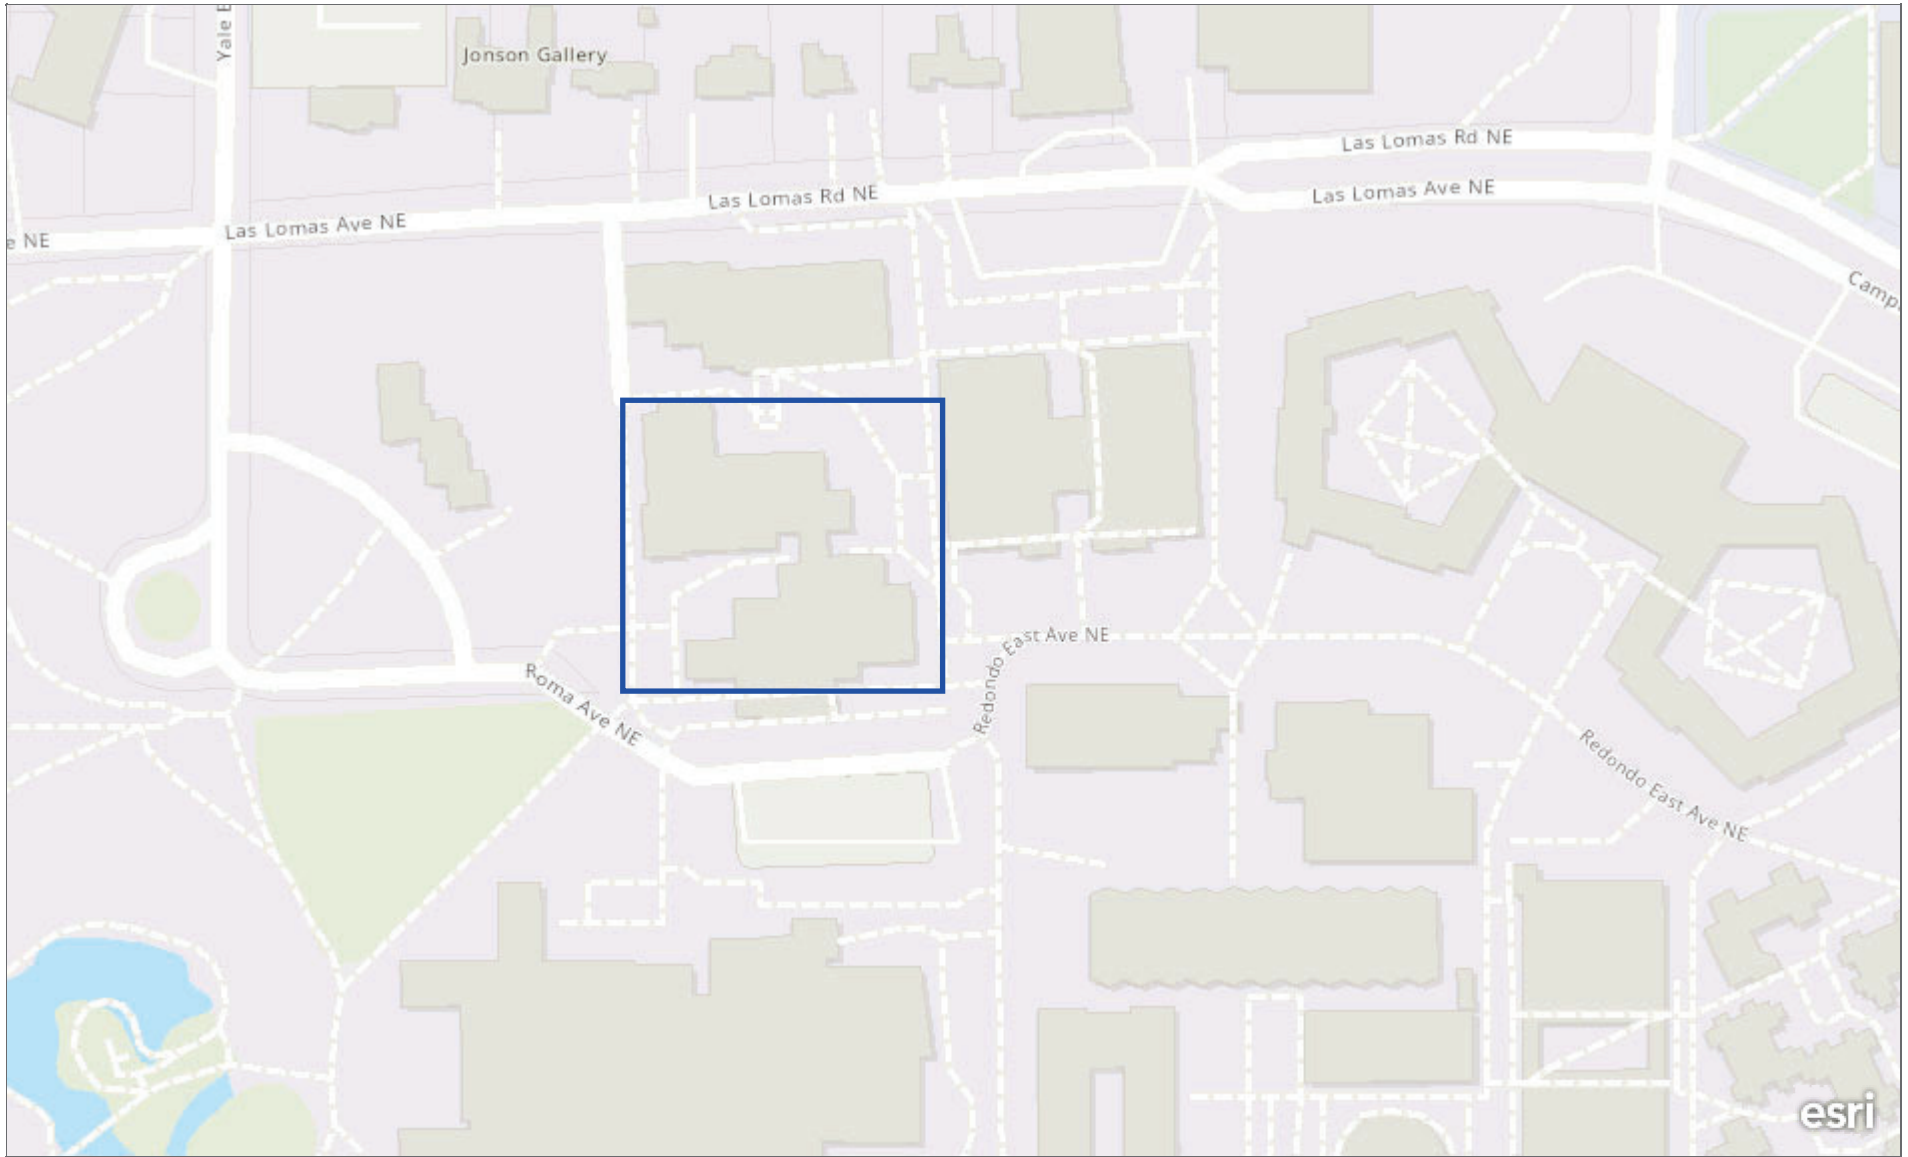 Yale B
Jonson Gallery
Las Lomas Rd NE
Las Lomas Rd NE
Las Lomas Ave NE
Las Lomas Ave NE
e NE
Camp
Redondo East Ave NE
Roma Ave NE
Redondo East Ave NE
esri